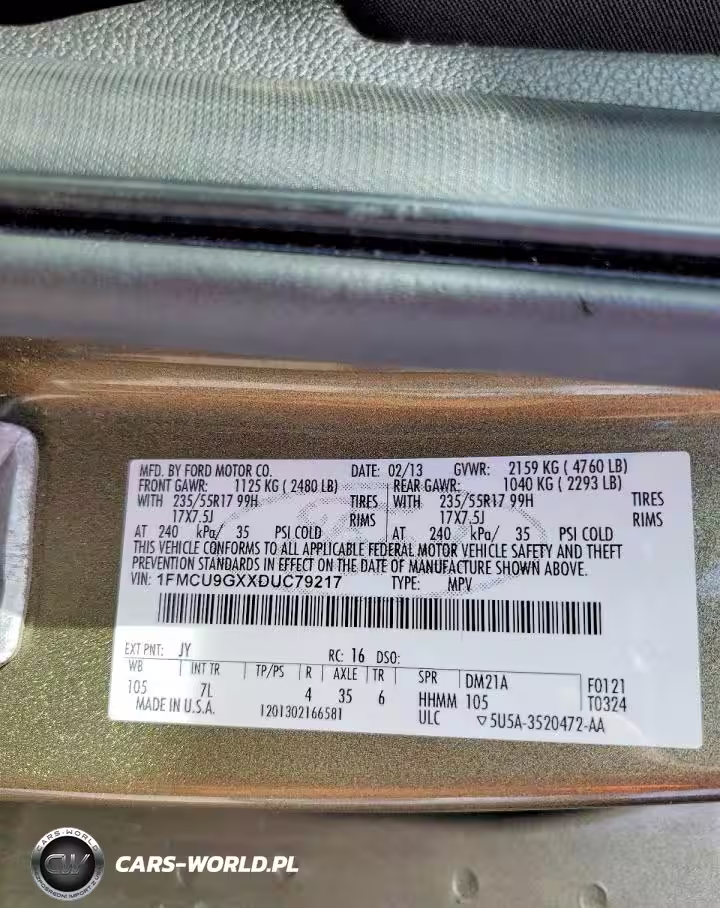 MFD. BY FORD MOTOR CO. DATE: 02/13 GVWR: 2159 KG ( 4760 LB)
FRONT GAWR: 1125 KG ( 2480 LB) REAR GAWR: 1040 KG ( 2293 LB)
WITH 235/55R17 99H TIRES WITH 235/55R17 99H TIRES
17X7.5J RIMS 17X7.5J RIMS
AT 240 kPa/ 35 PSI COLD AT 240 kPa/ 35 PSI COLD
THIS VEHICLE CONFORMS TO ALL APPLICABLE FEDERAL MOTOR VEHICLE SAFETY AND THEFT
PREVENTION STANDARDS IN EFFECT ON THE DATE OF MANUFACTURE SHOWN ABOVE.
VIN: 1FMCU9GXXDUC79217 TYPE: MPV
EXT PNT: JY RC: 16 DSO:
WB INT TR TP/PS R AXLE TR SPR DM21A F0121
105 7L 4 35 6 HHMM 105 T0324
MADE IN U.S.A. 1201302166581 ULC ▽5U5A-3520472-AA
CARS-WORLD
CW
BEZPOŚREDNI IMPORT Z USA
CARS-WORLD.PL